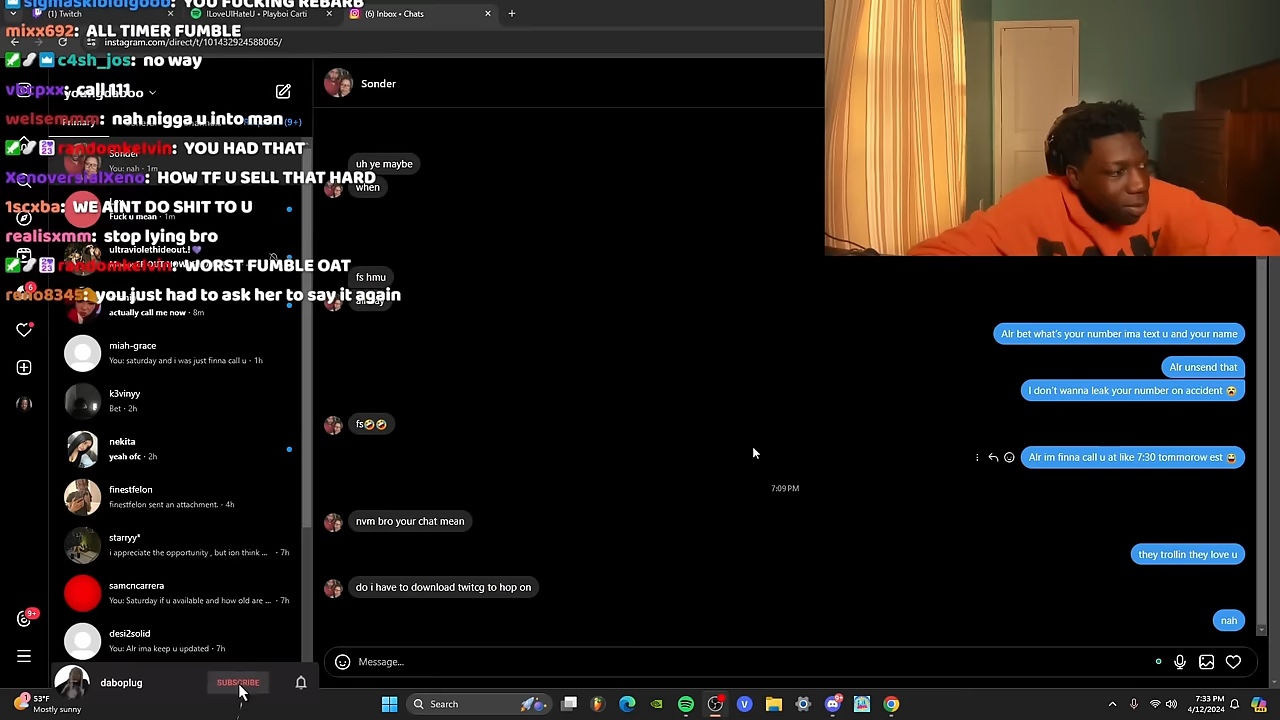 sigmaskibidigooo: YOU FUCKING REBARB
(1) Twitch
ILoveUIHateU • Playboi Carti
(6) Inbox • Chats
mixx692: ALL TIMER FUMBLE
instagram.com/direct/t/101432924588065/
c4sh_jos: no way
: call 111
youngdaboo
Sonder
welsemmm: nah nigga u into man
Primary
(9+)
randomkelvin: YOU HAD THAT
Sonder
You: nah · 1m
XenoversialXeno: HOW TF U SELL THAT HARD
1scxba: WE AINT DO SHIT TO U
Fuck u mean · 1m
realisxmm: stop lying bro
ultraviolethideout.! 💜
randomkelvin: WORST FUMBLE OAT
reno8345: you just had to ask her to say it again
actually call me now · 8m
miah-grace
You: saturday and i was just finna call u · 1h
k3vinyy
Bet · 2h
nekita
yeah ofc · 2h
finestfelon
finestfelon sent an attachment. · 4h
starryy*
i appreciate the opportunity , but ion think ... · 7h
samcncarrera
You: Saturday if u available and how old are ... · 7h
desi2solid
You: Alr ima keep u updated · 7h
6
9+
uh ye maybe
when
fs hmu
Alr bet what's your number ima text u and your name
Alr unsend that
I don't wanna leak your number on accident 😭
fs🤣🤣
Alr im finna call u at like 7:30 tommorow est
7:09 PM
nvm bro your chat mean
they trollin they love u
do i have to download twitcg to hop on
nah
Message...
daboplug
SUBSCRIBE
53°F
Mostly sunny
Search
7:33 PM
4/12/2024